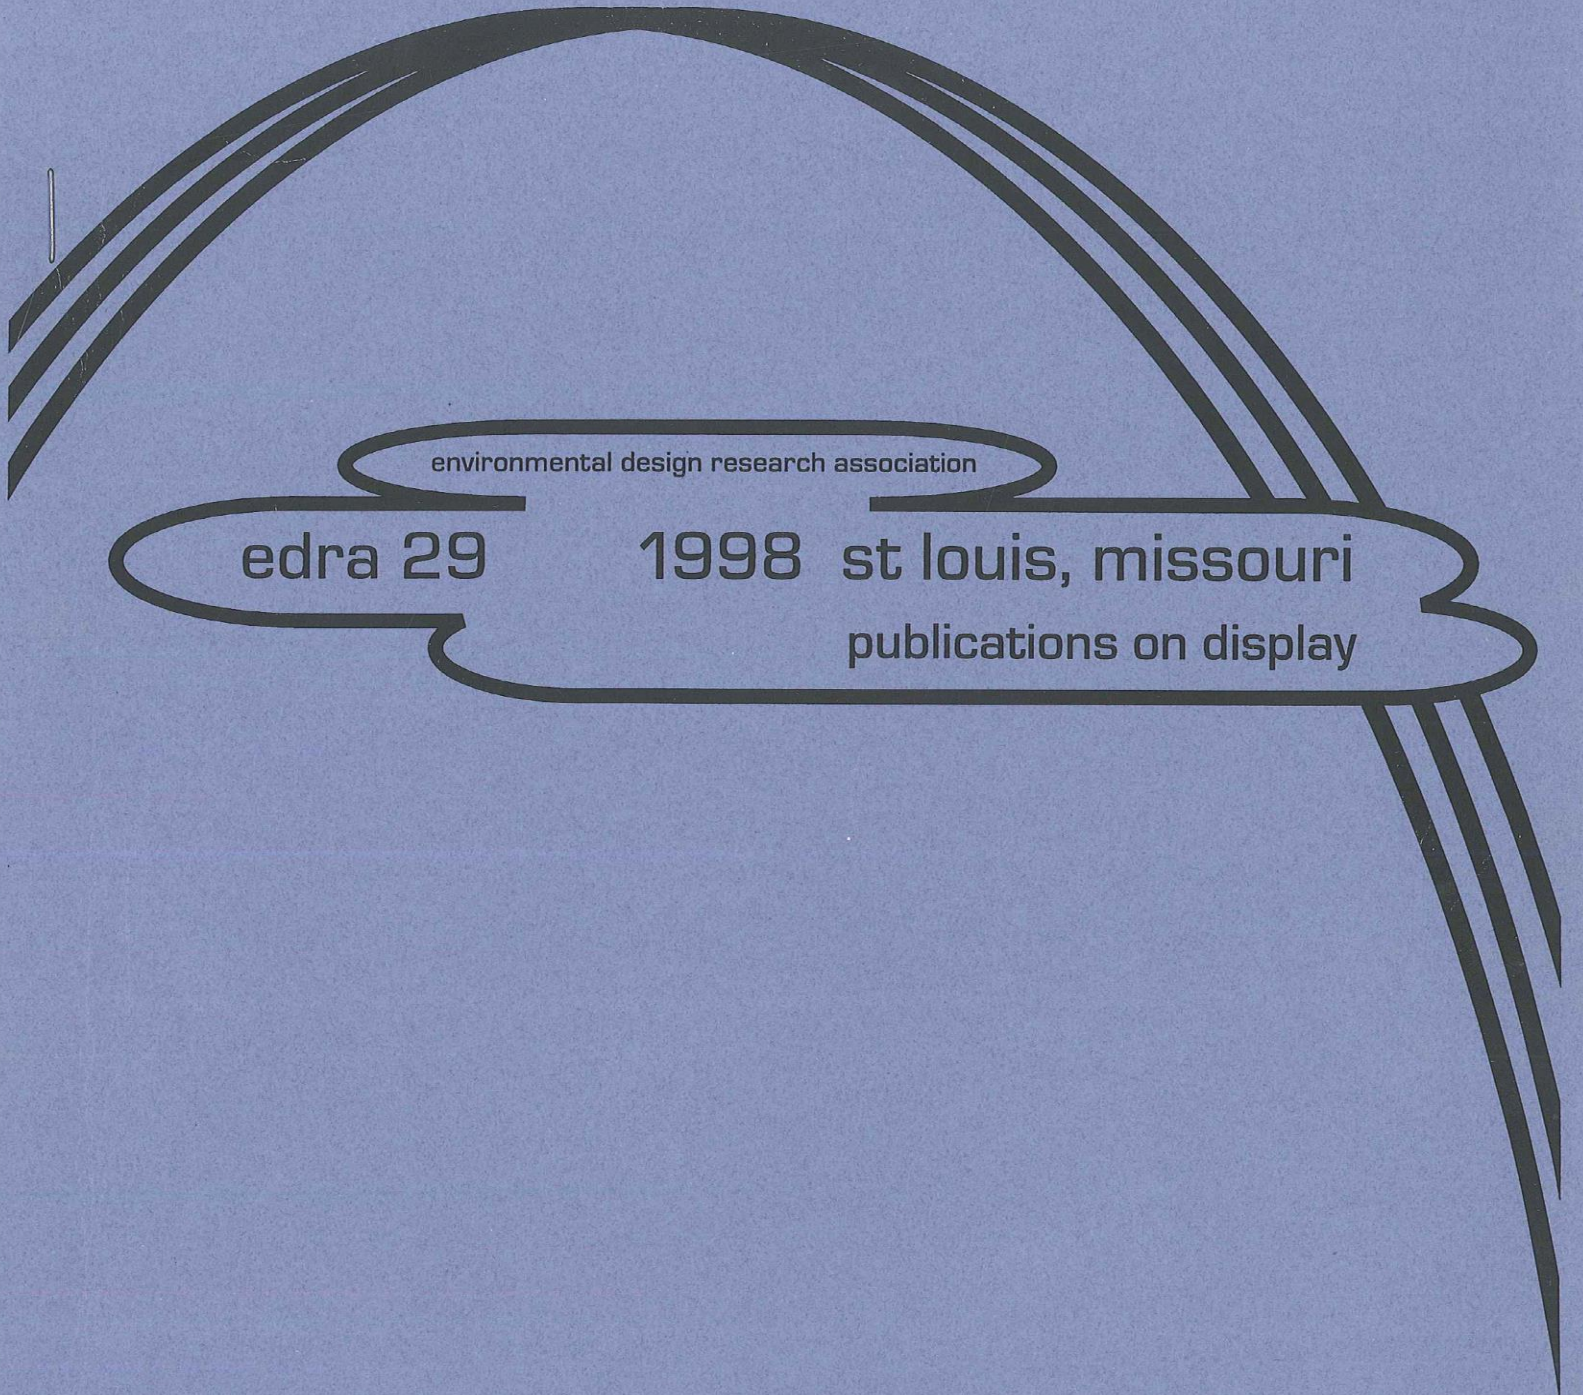 environmental design research association
edra 29 1998 st louis, missouri
publications on display